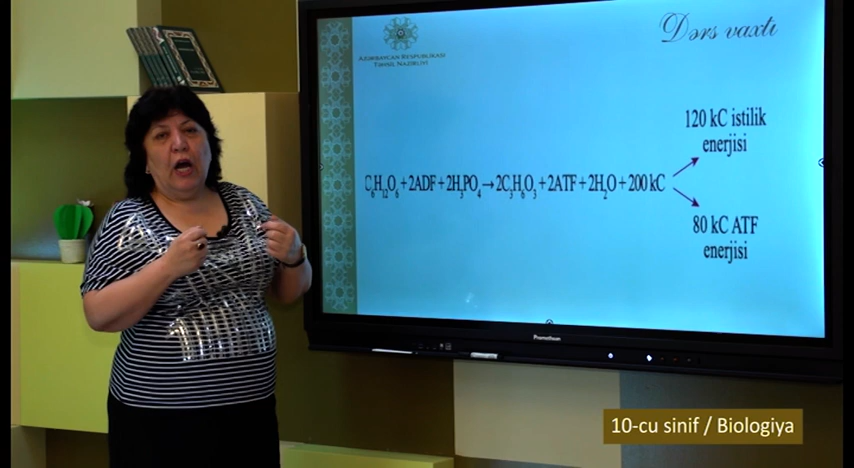 Dərs vaxtı
AZƏRBAYCAN RESPUBLİKASI
TƏHSİL NAZİRLİYİ
120 kC istilik
enerjisi
C₆H₁₂O₆ + 2ADF + 2H₃PO₄ → 2C₃H₆O₃ + 2ATF + 2H₂O + 200 kC
80 kC ATF
enerjisi
Promethean
10-cu sinif / Biologiya